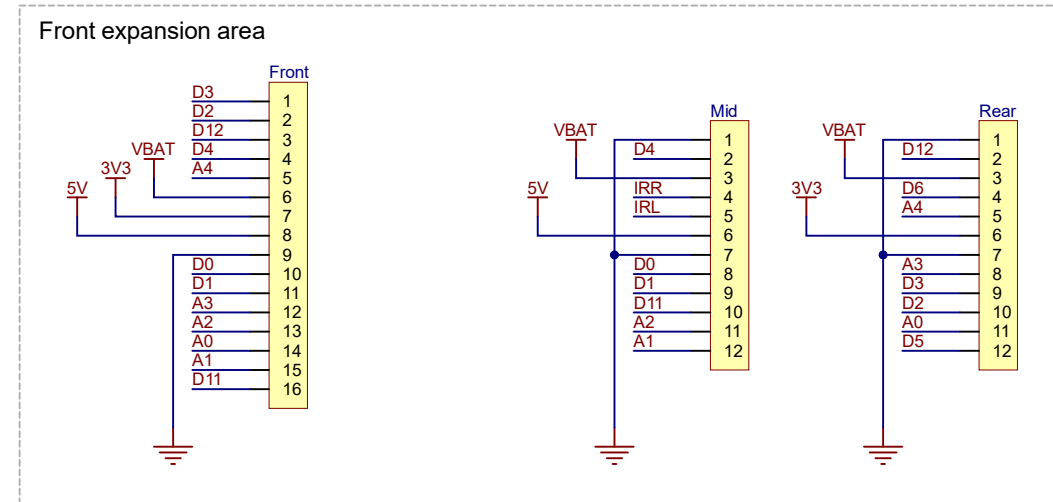 Front expansion area
Front
D3 1
D2 2
D12 3
D4 4
A4 5
VBAT 6
3V3 7
5V 8
9
D0 10
D1 11
A3 12
A2 13
A0 14
A1 15
D11 16
Mid
1
D4 2
VBAT 3
IRR 4
IRL 5
5V 6
7
D0 8
D1 9
D11 10
A2 11
A1 12
Rear
1
D12 2
VBAT 3
D6 4
A4 5
3V3 6
7
A3 8
D3 9
D2 10
A0 11
D5 12